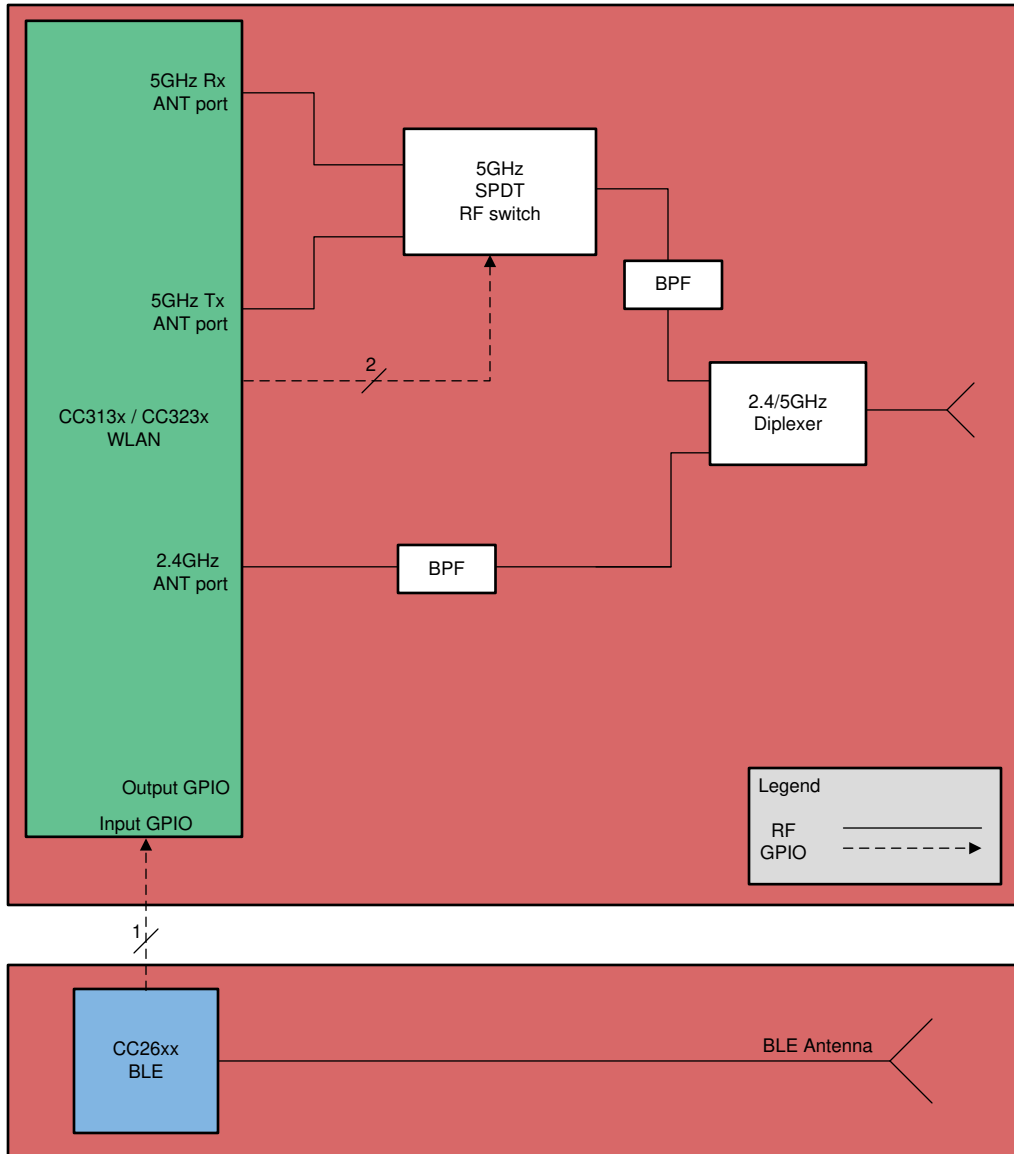 5GHz Rx
ANT port
5GHz
SPDT
RF switch
BPF
5GHz Tx
ANT port
2
CC313x / CC323x
WLAN
2.4/5GHz
Diplexer
2.4GHz
ANT port
BPF
Output GPIO
Input GPIO
Legend
RF
GPIO
1
CC26xx
BLE
BLE Antenna